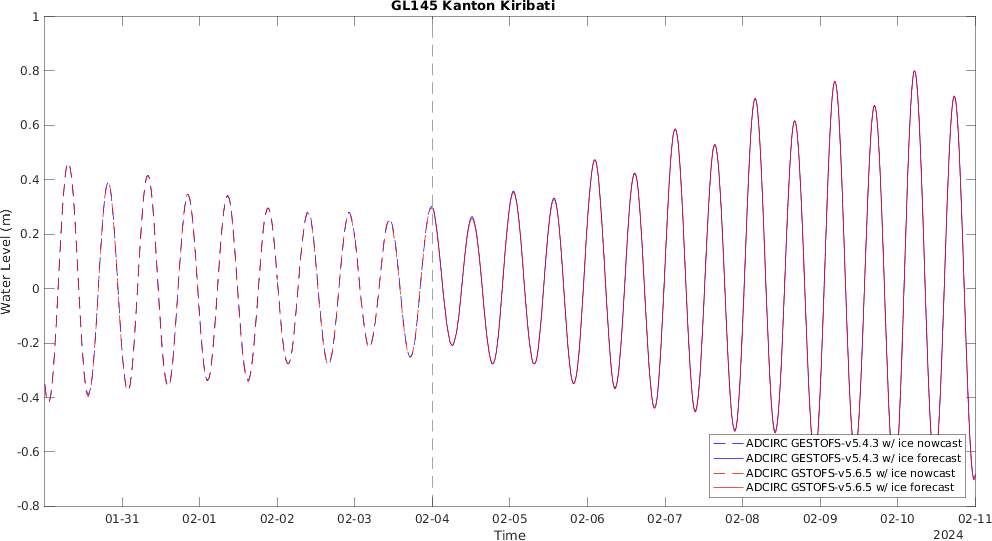 GL145 Kanton Kiribati
1
0.8
0.6
0.4
0.2
0
-0.2
-0.4
-0.6
-0.8
Water Level (m)
ADCIRC GESTOFS-v5.4.3 w/ ice nowcast
ADCIRC GESTOFS-v5.4.3 w/ ice forecast
ADCIRC GSTOFS-v5.6.5 w/ ice nowcast
ADCIRC GSTOFS-v5.6.5 w/ ice forecast
01-31 02-01 02-02 02-03 02-04 02-05 02-06 02-07 02-08 02-09 02-10 02-11
Time
2024